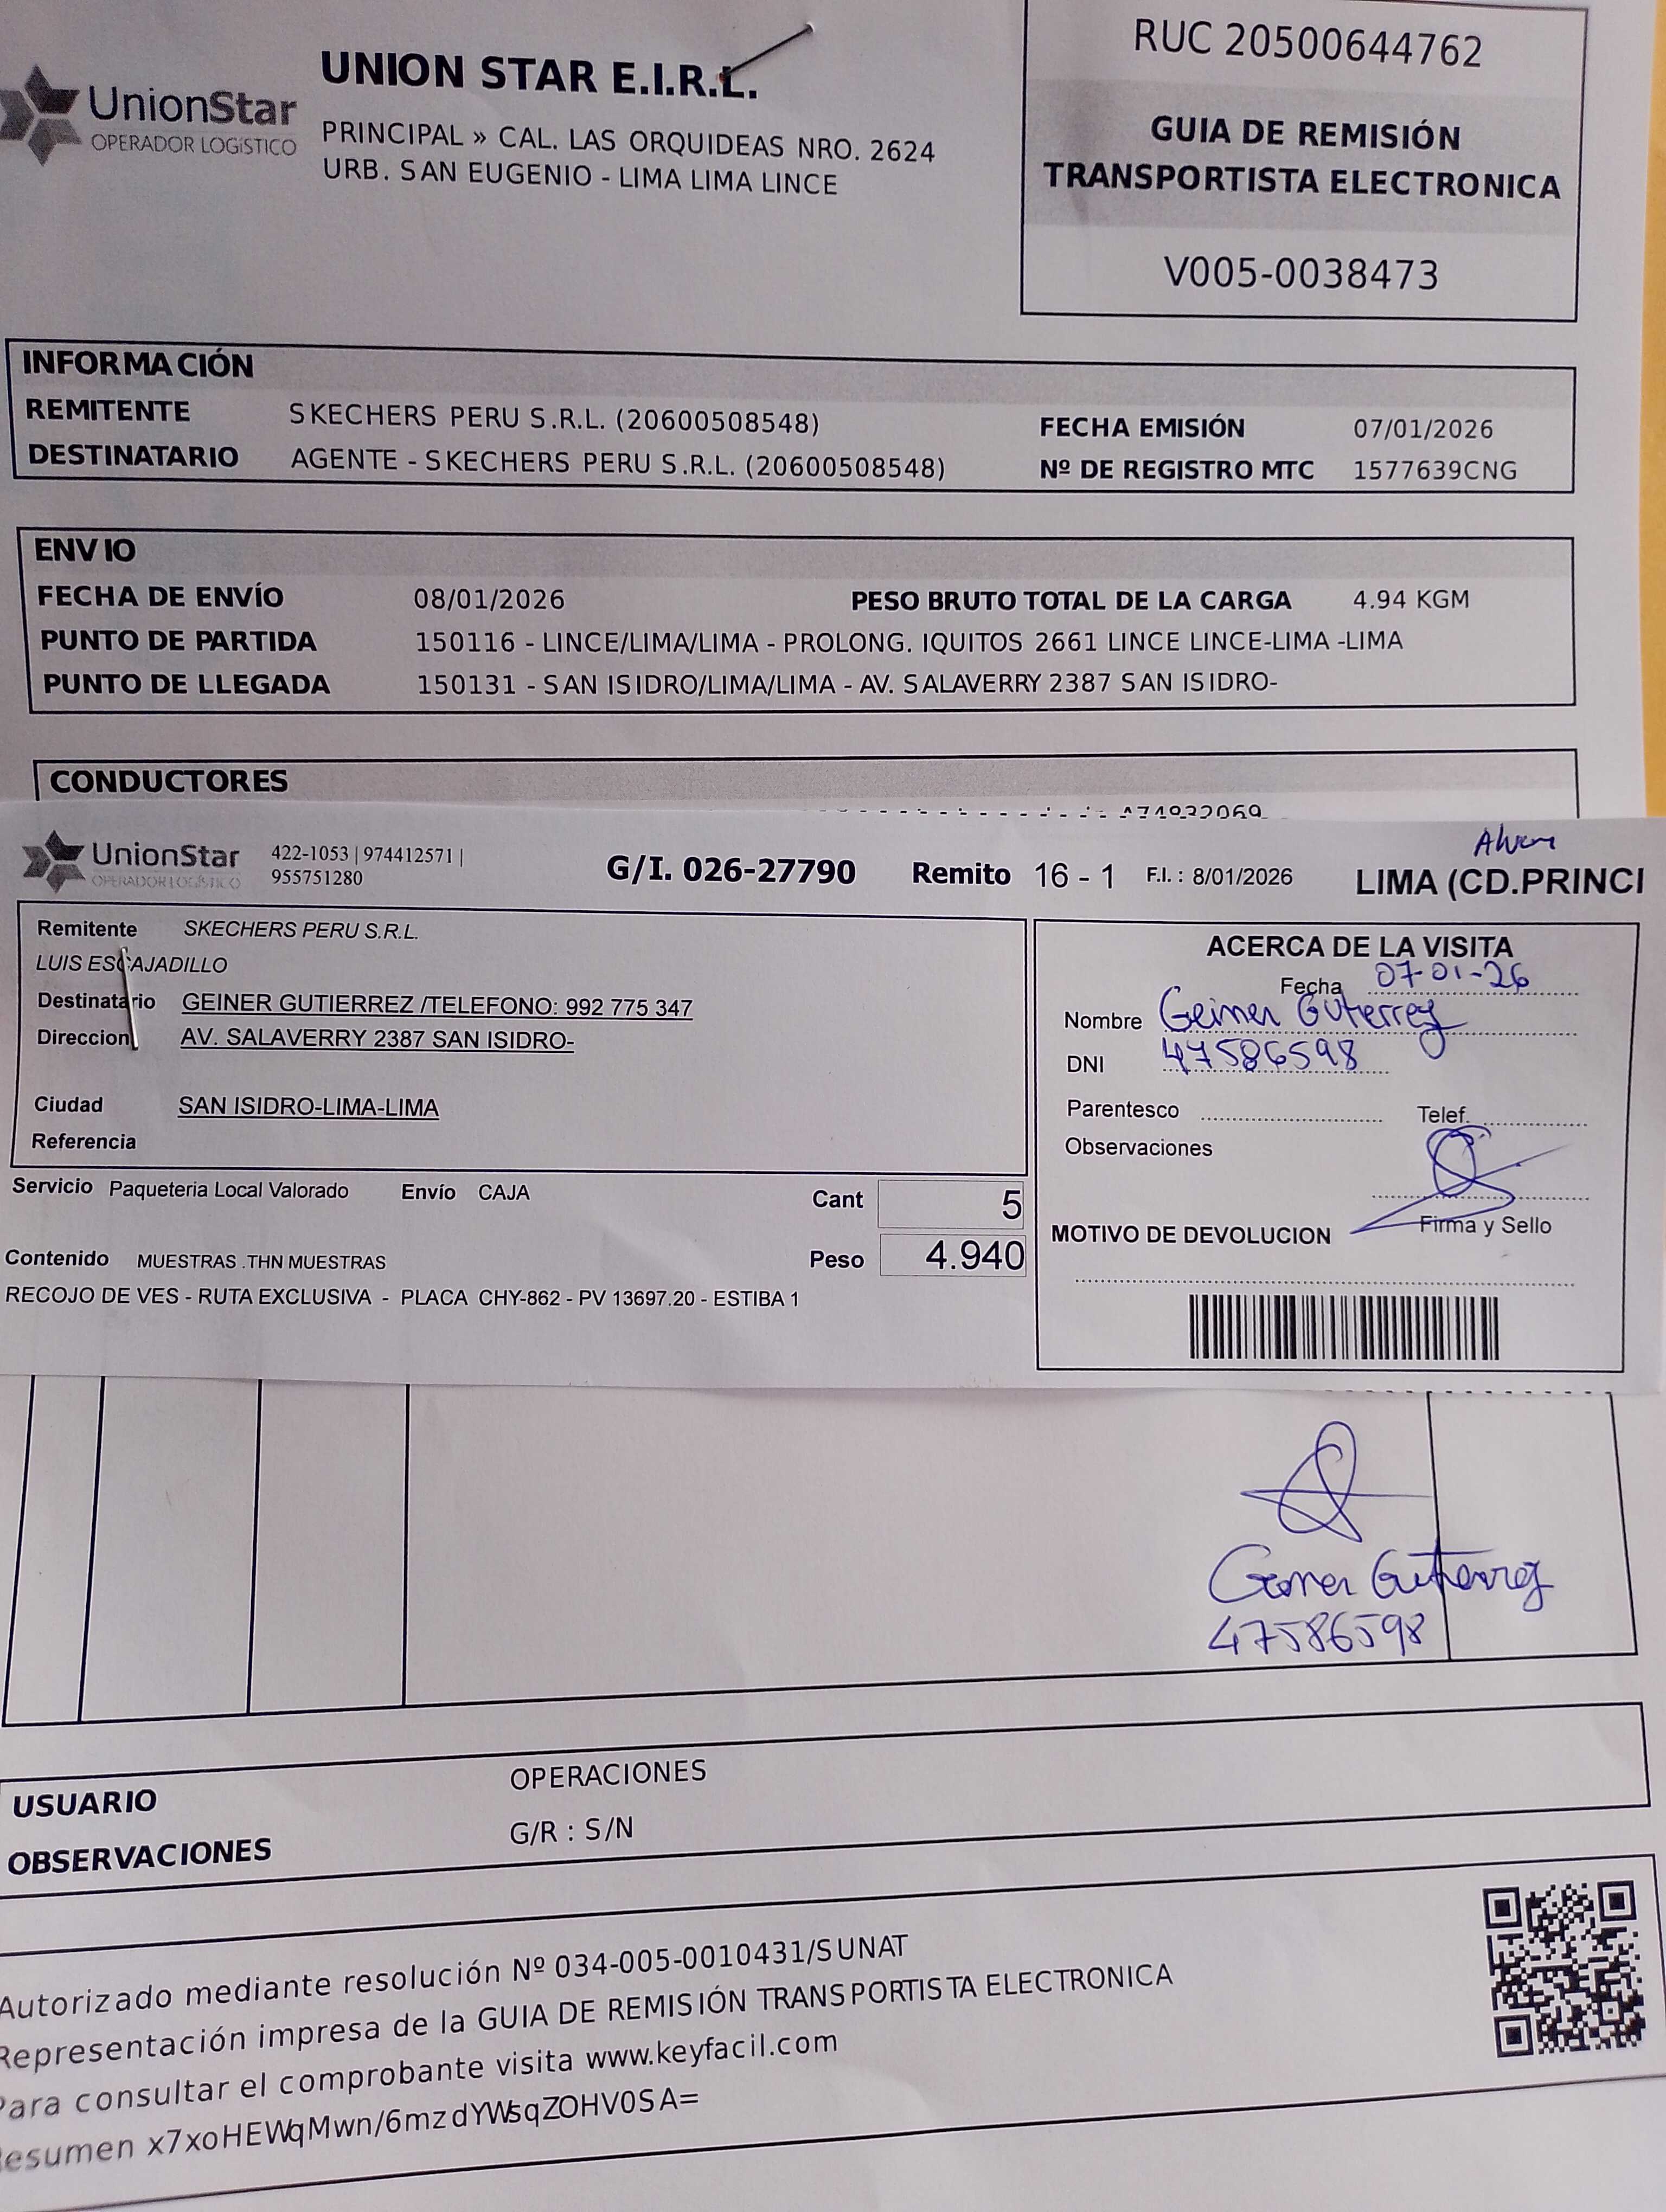 UnionStar
OPERADOR LOGÍSTICO
UNION STAR E.I.R.L.
PRINCIPAL » CAL. LAS ORQUIDEAS NRO. 2624
URB. SAN EUGENIO - LIMA LIMA LINCE
RUC 20500644762
GUIA DE REMISIÓN
TRANSPORTISTA ELECTRONICA
V005-0038473
INFORMACIÓN
REMITENTE SKECHERS PERU S.R.L. (20600508548) FECHA EMISIÓN 07/01/2026
DESTINATARIO AGENTE - SKECHERS PERU S.R.L. (20600508548) Nº DE REGISTRO MTC 1577639CNG
ENVIO
FECHA DE ENVÍO 08/01/2026 PESO BRUTO TOTAL DE LA CARGA 4.94 KGM
PUNTO DE PARTIDA 150116 - LINCE/LIMA/LIMA - PROLONG. IQUITOS 2661 LINCE LINCE-LIMA -LIMA
PUNTO DE LLEGADA 150131 - SAN ISIDRO/LIMA/LIMA - AV. SALAVERRY 2387 SAN ISIDRO-
CONDUCTORES
UnionStar
OPERADOR LOGÍSTICO
422-1053 | 974412571 |
955751280
G/I. 026-27790 Remito 16 - 1 F.I. : 8/01/2026 LIMA (CD.PRINCI
Remitente SKECHERS PERU S.R.L.
LUIS ESCAJADILLO
Destinatario GEINER GUTIERREZ /TELEFONO: 992 775 347
Direccion AV. SALAVERRY 2387 SAN ISIDRO-
Ciudad SAN ISIDRO-LIMA-LIMA
Referencia
Servicio Paqueteria Local Valorado Envío CAJA Cant 5
Contenido MUESTRAS .THN MUESTRAS Peso 4.940
RECOJO DE VES - RUTA EXCLUSIVA - PLACA CHY-862 - PV 13697.20 - ESTIBA 1
ACERCA DE LA VISITA
Fecha 07-01-26
Nombre Geiner Gutierrez
DNI 47586598
Parentesco Telef.
Observaciones
Firma y Sello
MOTIVO DE DEVOLUCION
Geiner Gutierrez
47586598
USUARIO OPERACIONES
OBSERVACIONES G/R : S/N
Autorizado mediante resolución Nº 034-005-0010431/SUNAT
Representación impresa de la GUIA DE REMISIÓN TRANSPORTISTA ELECTRONICA
Para consultar el comprobante visita www.keyfacil.com
Resumen x7xoHEWqMwn/6mzdYWsqZOHV0SA=